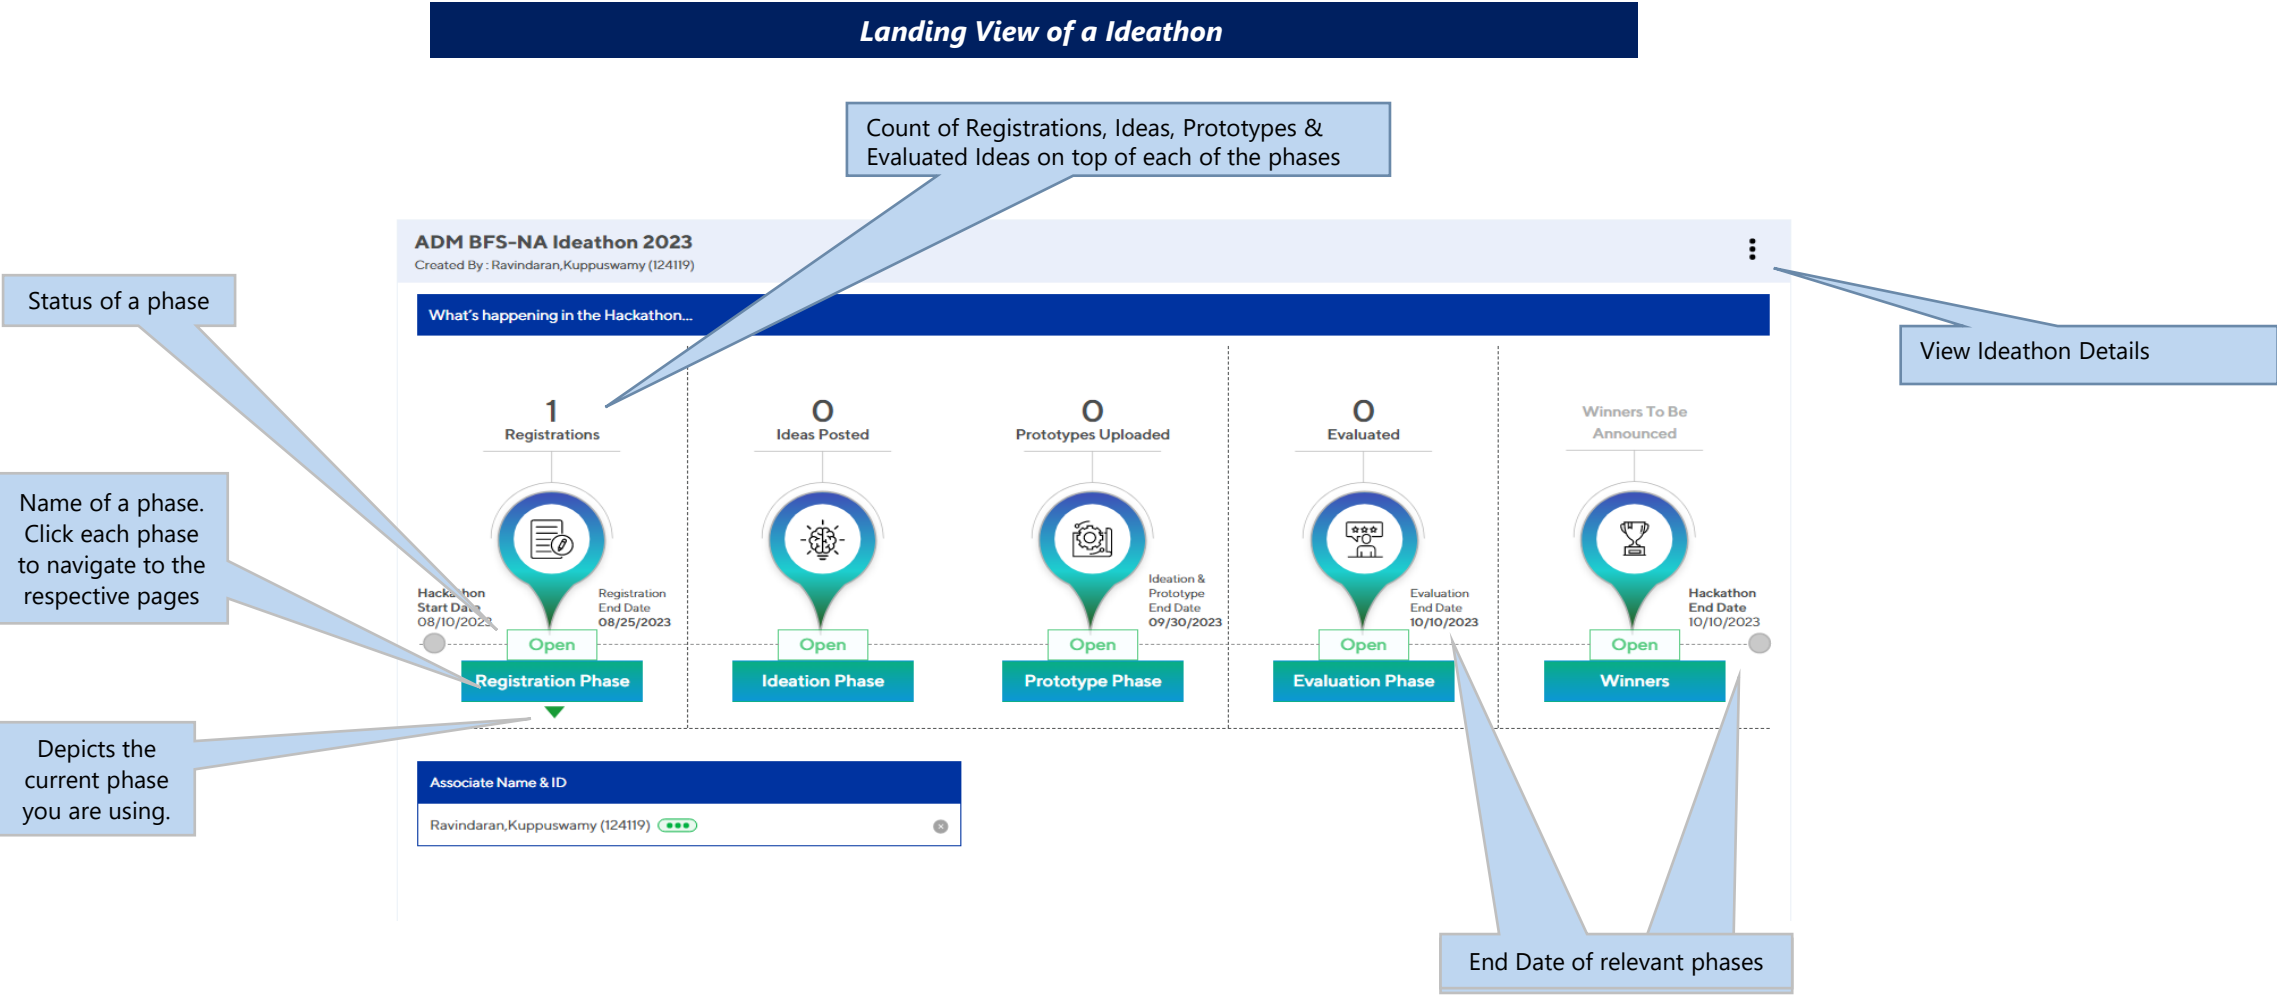 Landing View of a Ideathon
Count of Registrations, Ideas, Prototypes &
Evaluated Ideas on top of each of the phases
ADM BFS-NA Ideathon 2023
Created By : Ravindaran,Kuppuswamy (124119)
Status of a phase
What's happening in the Hackathon...
View Ideathon Details
1
Registrations
0
Ideas Posted
0
Prototypes Uploaded
0
Evaluated
Winners To Be
Announced
Name of a phase.
Click each phase
to navigate to the
respective pages
Hackathon
Start Date
08/10/2023
Registration
End Date
08/25/2023
Ideation &
Prototype
End Date
09/30/2023
Evaluation
End Date
10/10/2023
Hackathon
End Date
10/10/2023
Open
Open
Open
Open
Open
Registration Phase
Ideation Phase
Prototype Phase
Evaluation Phase
Winners
Depicts the
current phase
you are using.
Associate Name & ID
Ravindaran,Kuppuswamy (124119)
End Date of relevant phases